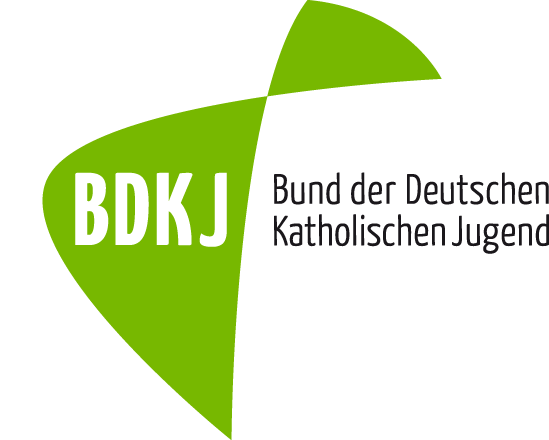 BDKJ
Bund der Deutschen
Katholischen Jugend